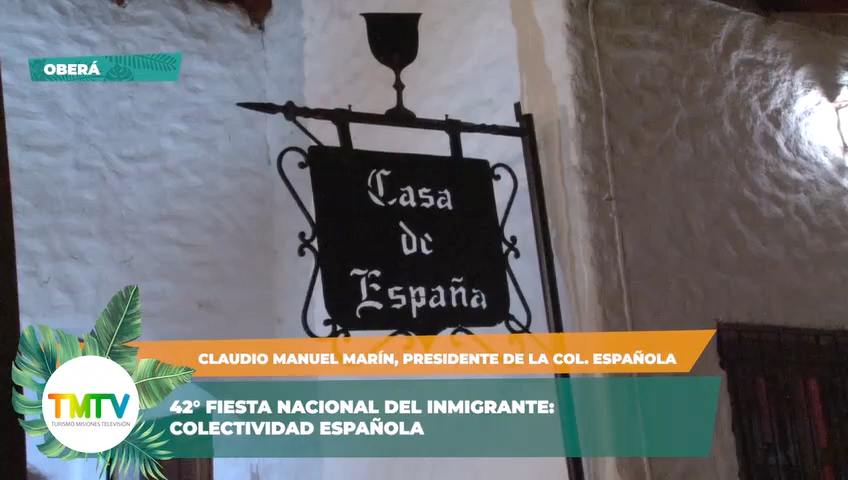 OBERÁ
Casa
de
España
CLAUDIO MANUEL MARÍN, PRESIDENTE DE LA COL. ESPAÑOLA
TMTV
TURISMO MISIONES TELEVISIÓN
42° FIESTA NACIONAL DEL INMIGRANTE:
COLECTIVIDAD ESPAÑOLA